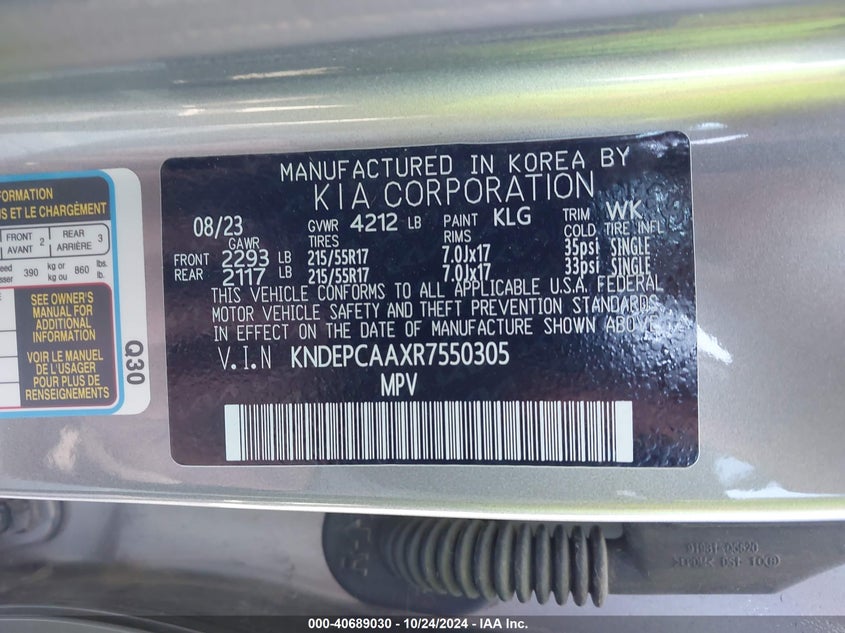 MANUFACTURED IN KOREA BY
KIA CORPORATION
08/23 GVWR 4212 LB PAINT KLG TRIM WK
GAWR TIRES RIMS COLD TIRE INFL
FRONT 2293 LB 215/55R17 7.0Jx17 35psi SINGLE
REAR 2117 LB 215/55R17 7.0Jx17 33psi SINGLE
THIS VEHICLE CONFORMS TO ALL APPLICABLE U.S.A. FEDERAL
MOTOR VEHICLE SAFETY AND THEFT PREVENTION STANDARDS
IN EFFECT ON THE DATE OF MANUFACTURE SHOWN ABOVE.
V.I.N KNDEPCAAXR7550305
MPV
FRONT 2 REAR 3
AVANT ARRIÈRE
390 kg or 860 lbs.
kg ou lb.
SEE OWNER'S
MANUAL FOR
ADDITIONAL
INFORMATION
VOIR LE MANUEL
DE L'USAGER
POUR PLUS DE
RENSEIGNEMENTS
Q30
000-40689030 - 10/24/2024 - IAA Inc.